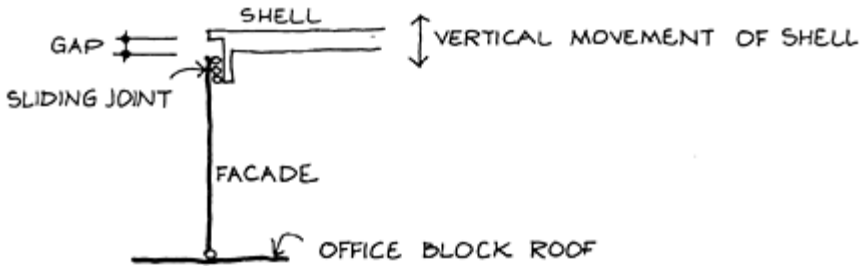 SHELL
GAP
VERTICAL MOVEMENT OF SHELL
SLIDING JOINT
FACADE
OFFICE BLOCK ROOF